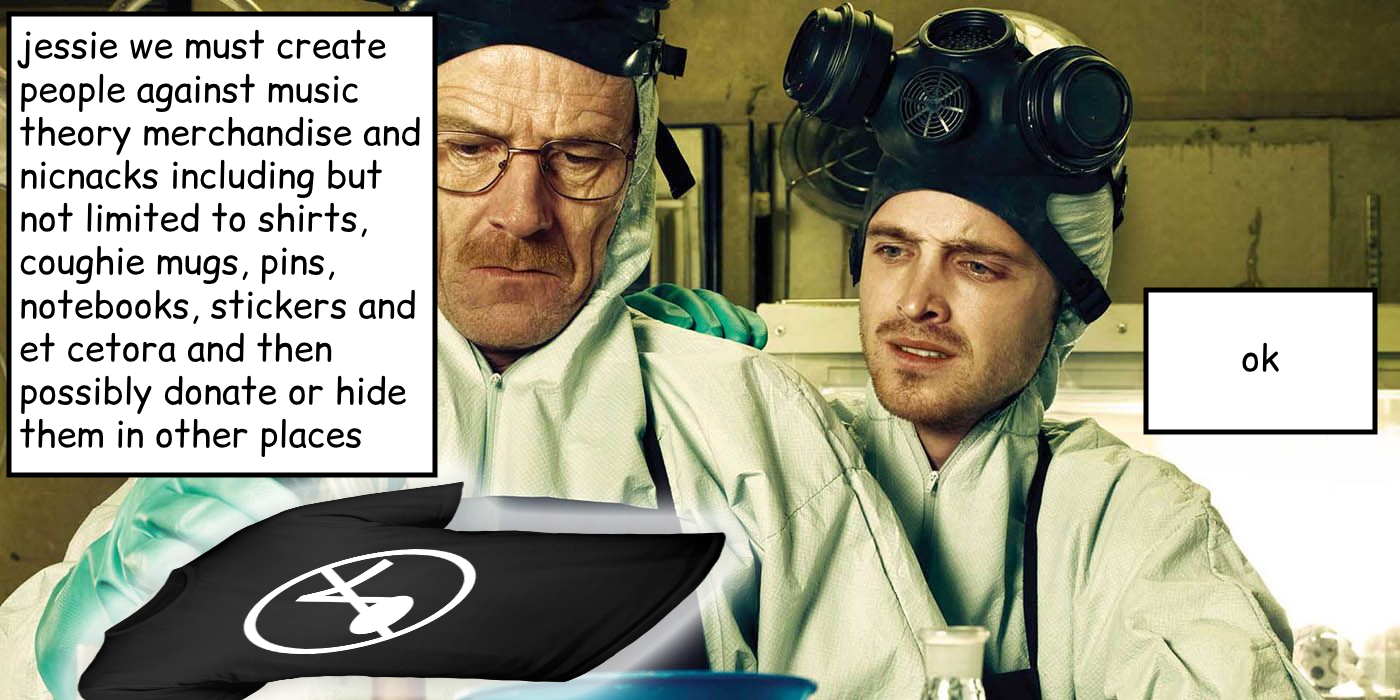 jessie we must create
people against music
theory merchandise and
nicnacks including but
not limited to shirts,
coughie mugs, pins,
notebooks, stickers and
et cetora and then
possibly donate or hide
them in other places
ok